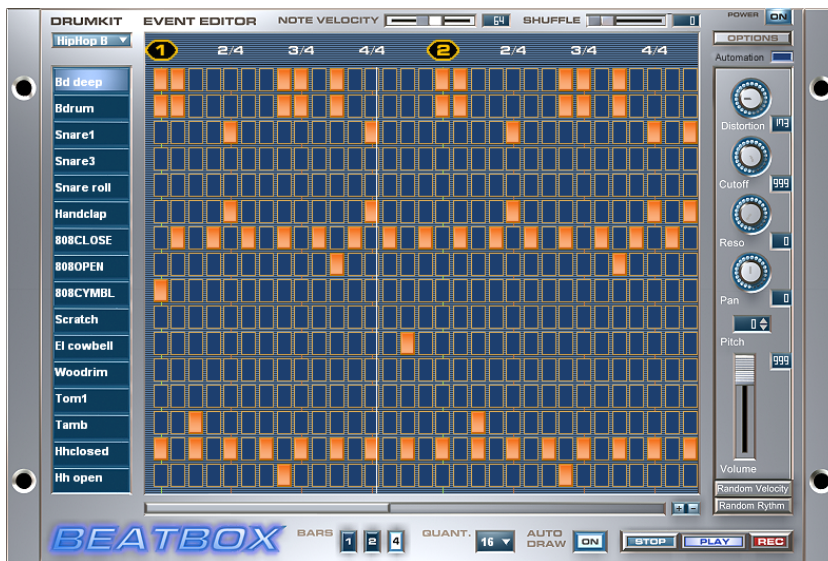 DRUMKIT EVENT EDITOR NOTE VELOCITY 64 SHUFFLE 0 POWER ON
HipHop B
1 2/4 3/4 4/4 2 2/4 3/4 4/4
OPTIONS
Automation
Bd deep
Bdrum
Snare1
Snare3
Snare roll
Handclap
808CLOSE
808OPEN
808CYMBL
Scratch
El cowbell
Woodrim
Tom1
Tamb
Hhclosed
Hh open
Distortion 173
Cutoff 999
Reso 0
Pan 0
0
Pitch
999
Volume
Random Velocity
Random Rythm
+ -
BEATBOX BARS 1 2 4 QUANT. 16 AUTO DRAW ON STOP PLAY REC